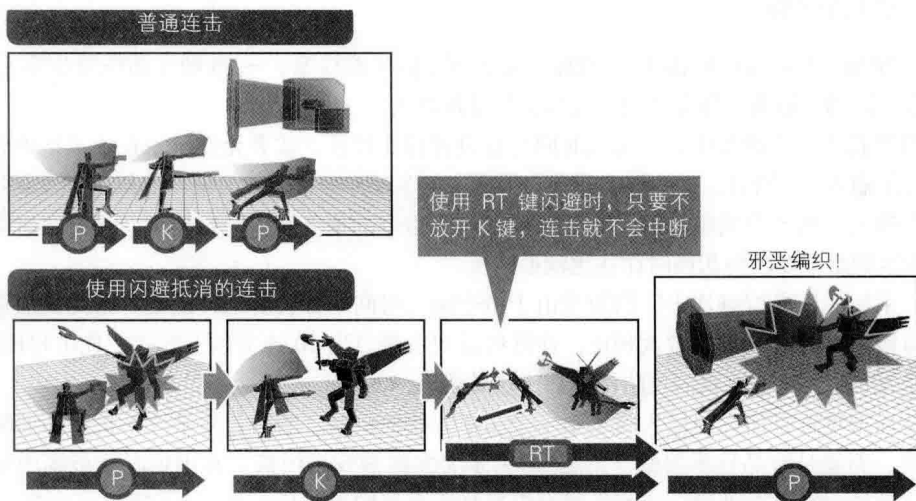 普通连击
P
K
P
使用 RT 键闪避时，只要不
放开 K 键，连击就不会中断
使用闪避抵消的连击
邪恶编织！
RT
P
K
P